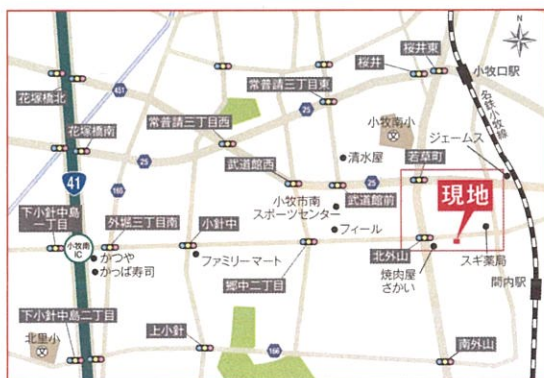 N
桜井
桜井東
小牧口駅
花塚橋北
451
常普請三丁目東
名鉄小牧線
25
花塚橋南
常普請三丁目西
小牧南小
ジェームス
清水屋
25
武道館西
若草町
41
165
25
小牧市南
スポーツセンター
武道館前
現地
下小針中島
一丁目
外堀三丁目南
小針中
フィール
小牧南
IC
かつや
かっぱ寿司
ファミリーマート
郷中二丁目
北外山
焼肉屋
さかい
スギ薬局
間内駅
下小針中島二丁目
北里小
上小針
166
南外山